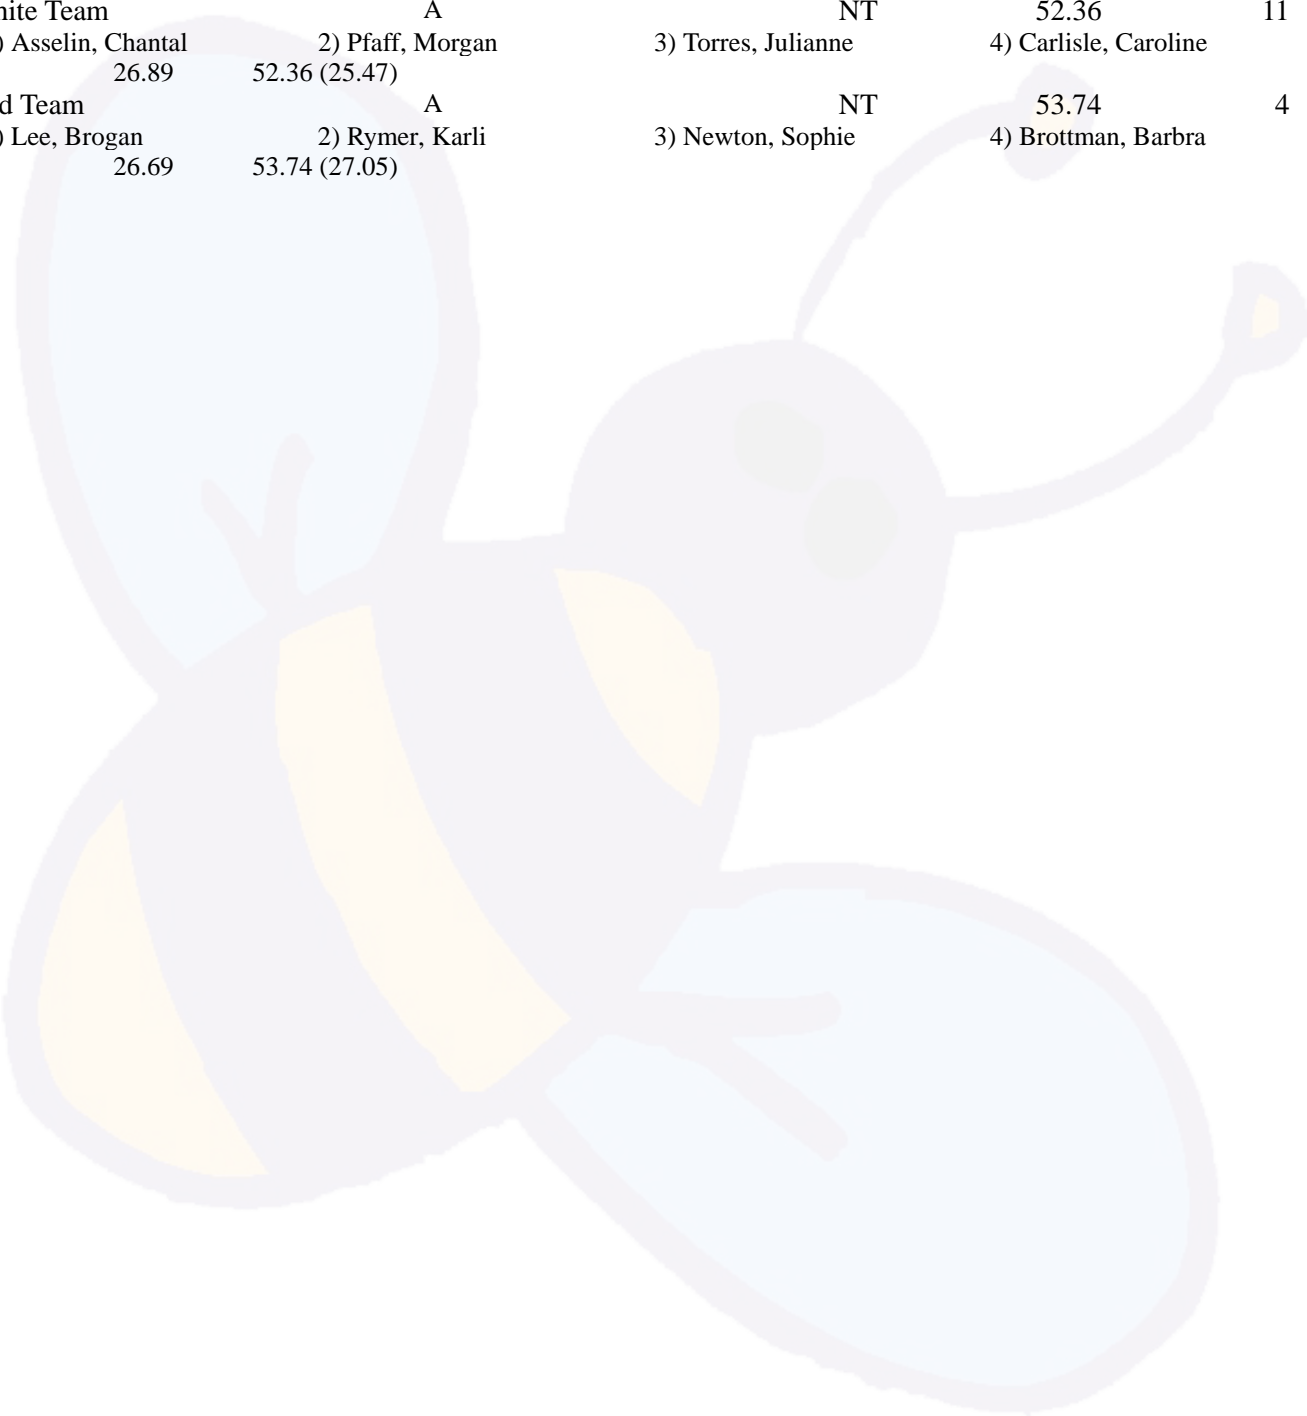 nite Team A NT 52.36 11
) Asselin, Chantal 2) Pfaff, Morgan 3) Torres, Julianne 4) Carlisle, Caroline
26.89 52.36 (25.47)
d Team A NT 53.74 4
) Lee, Brogan 2) Rymer, Karli 3) Newton, Sophie 4) Brottman, Barbra
26.69 53.74 (27.05)